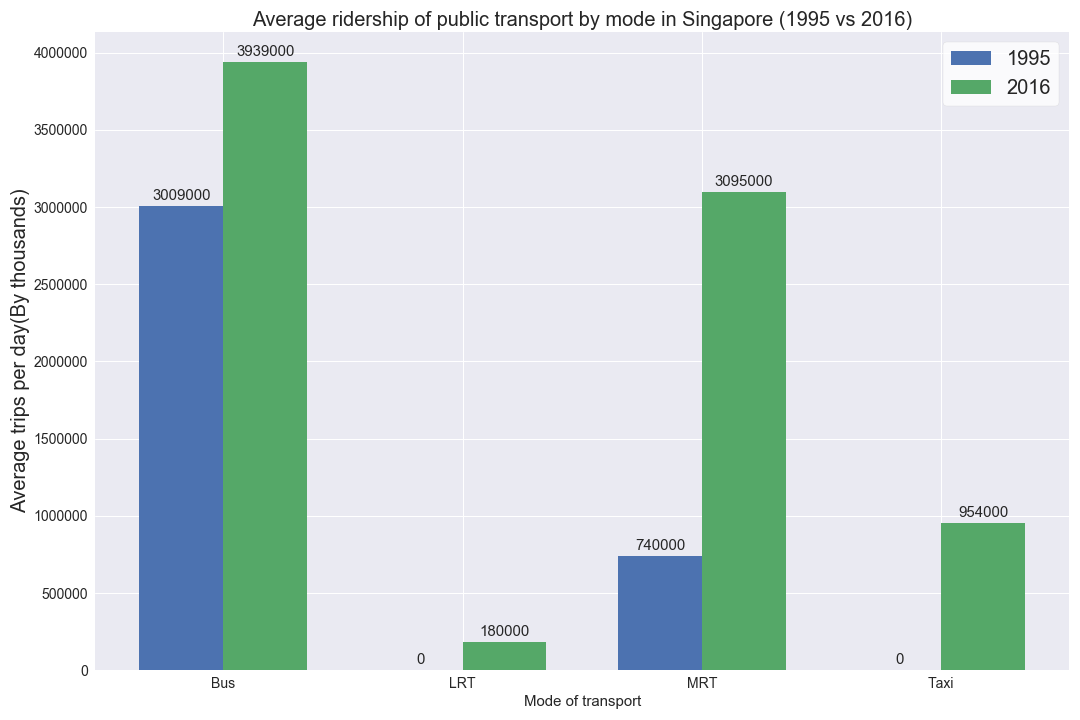 Average ridership of public transport by mode in Singapore (1995 vs 2016)
1995
2016
Average trips per day(By thousands)
4000000
3500000
3000000
2500000
2000000
1500000
1000000
500000
0
3009000
3939000
0
180000
740000
3095000
0
954000
Bus
LRT
MRT
Taxi
Mode of transport